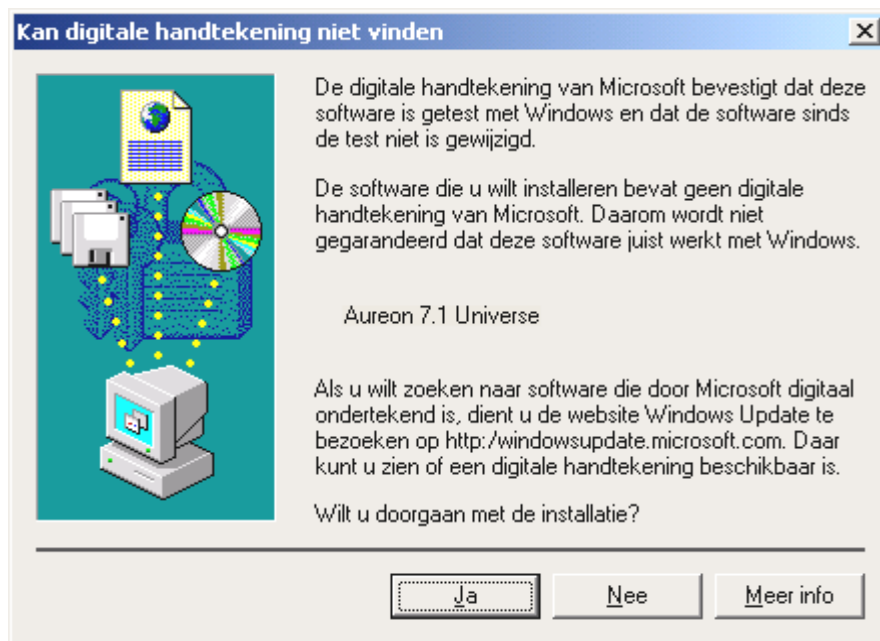 Kan digitale handtekening niet vinden
De digitale handtekening van Microsoft bevestigt dat deze
software is getest met Windows en dat de software sinds
de test niet is gewijzigd.
De software die u wilt installeren bevat geen digitale
handtekening van Microsoft. Daarom wordt niet
gegarandeerd dat deze software juist werkt met Windows.
Aureon 7.1 Universe
Als u wilt zoeken naar software die door Microsoft digitaal
ondertekend is, dient u de website Windows Update te
bezoeken op http:/windowsupdate.microsoft.com. Daar
kunt u zien of een digitale handtekening beschikbaar is.
Wilt u doorgaan met de installatie?
Ja
Nee
Meer info